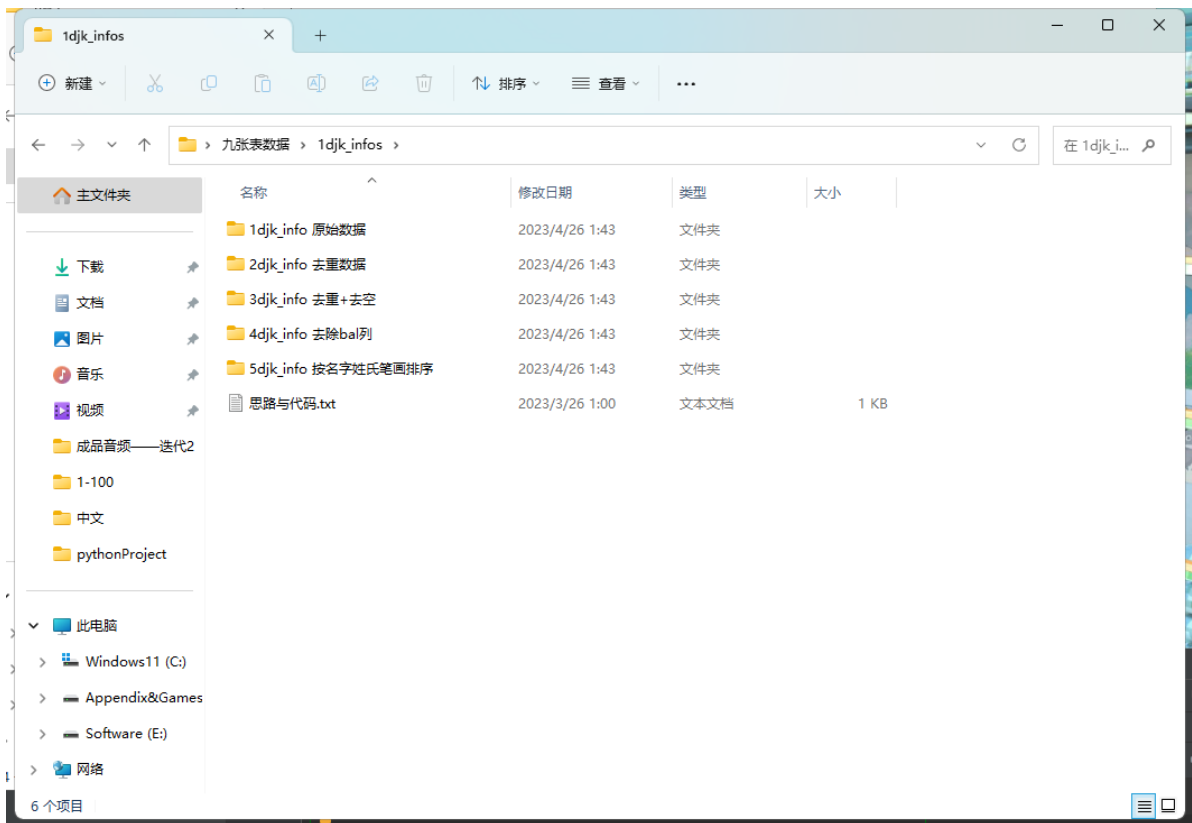 1djk_infos
新建
排序
查看
九张表数据 > 1djk_infos >
在 1djk_i...
名称 修改日期 类型 大小
1djk_info 原始数据 2023/4/26 1:43 文件夹
2djk_info 去重数据 2023/4/26 1:43 文件夹
3djk_info 去重+去空 2023/4/26 1:43 文件夹
4djk_info 去除bal列 2023/4/26 1:43 文件夹
5djk_info 按名字姓氏笔画排序 2023/4/26 1:43 文件夹
思路与代码.txt 2023/3/26 1:00 文本文档 1 KB
主文件夹
下载
文档
图片
音乐
视频
成品音频——迭代2
1-100
中文
pythonProject
此电脑
Windows11 (C:)
Appendix&Games
Software (E:)
网络
6 个项目